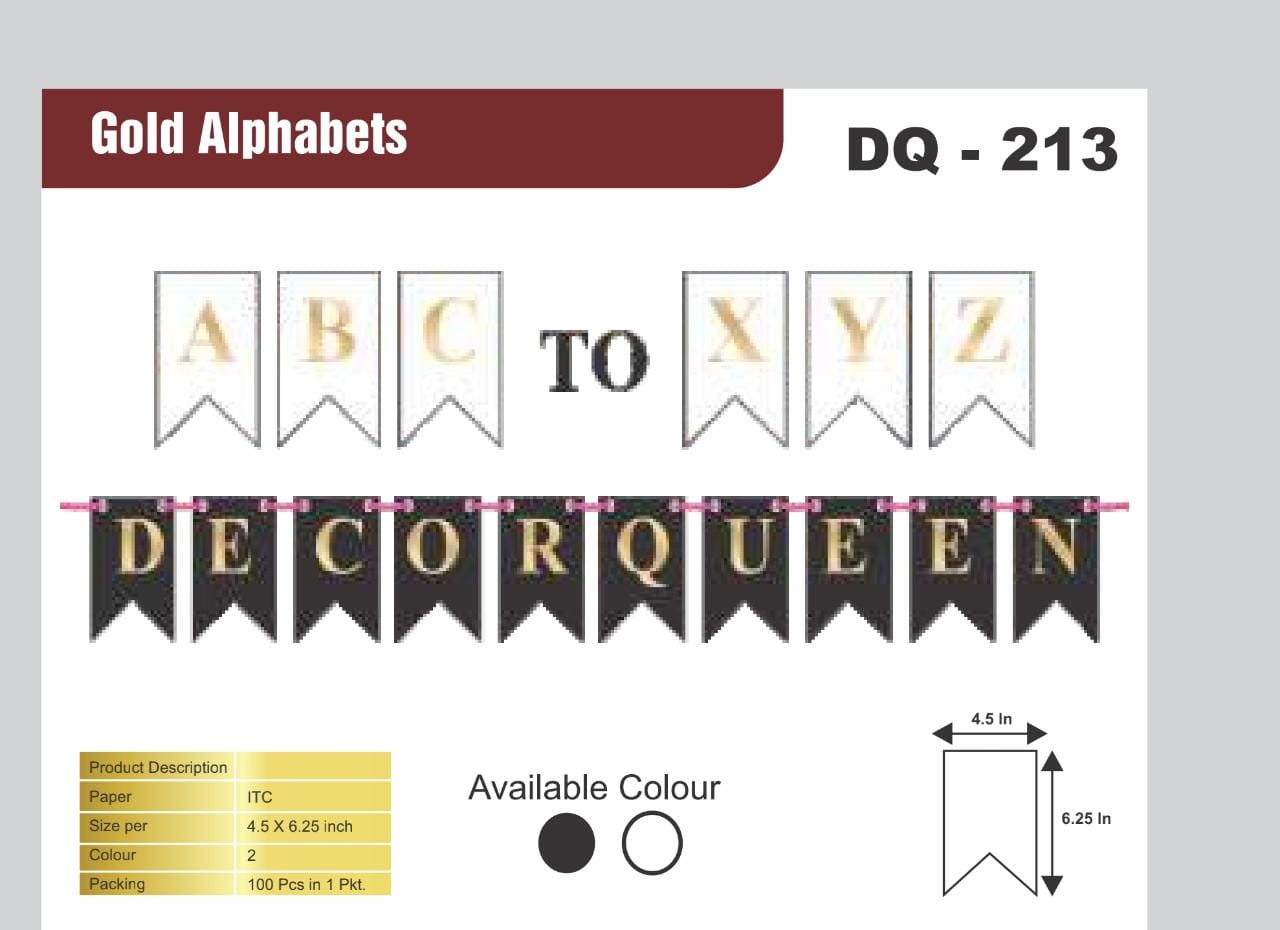 Gold Alphabets
DQ - 213
A B C TO X Y Z
D E C O R Q U E E N
4.5 In
6.25 In
Product Description
Paper ITC
Size per 4.5 X 6.25 inch
Colour 2
Packing 100 Pcs in 1 Pkt.
Available Colour